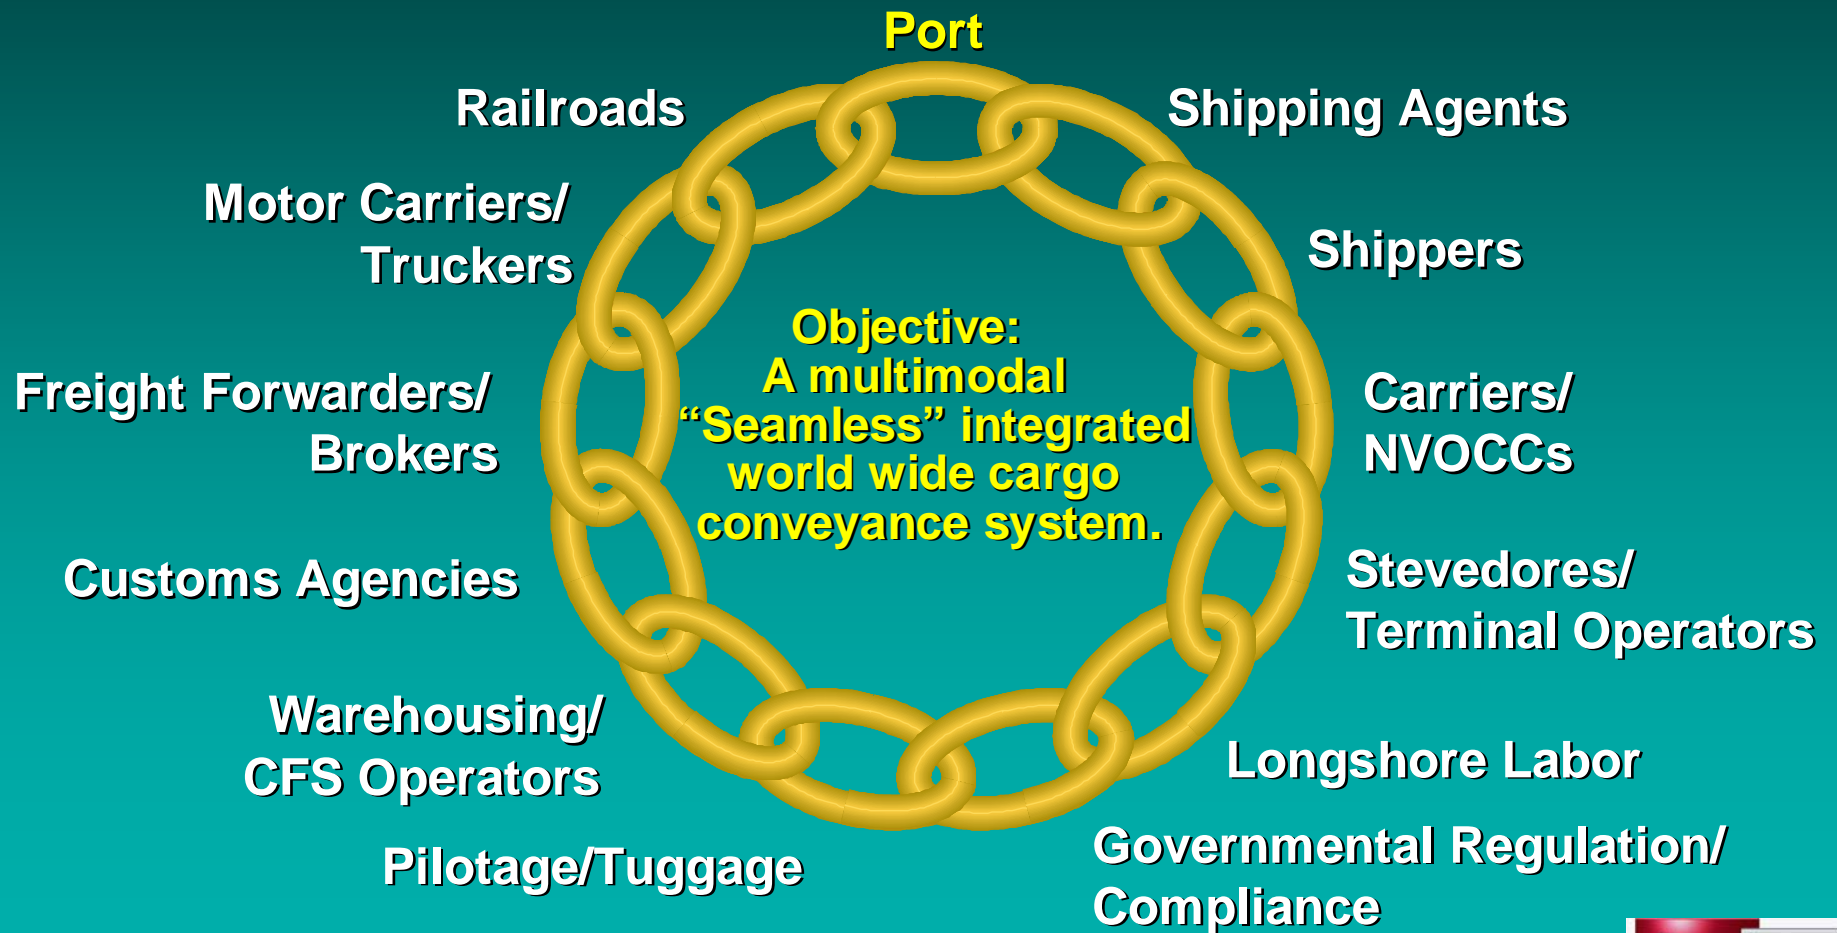 Port
Railroads
Shipping Agents
Motor Carriers/
Truckers
Shippers
Objective:
A multimodal
“Seamless” integrated
world wide cargo
conveyance system.
Freight Forwarders/
Brokers
Carriers/
NVOCCs
Customs Agencies
Stevedores/
Terminal Operators
Warehousing/
CFS Operators
Longshore Labor
Pilotage/Tuggage
Governmental Regulation/
Compliance